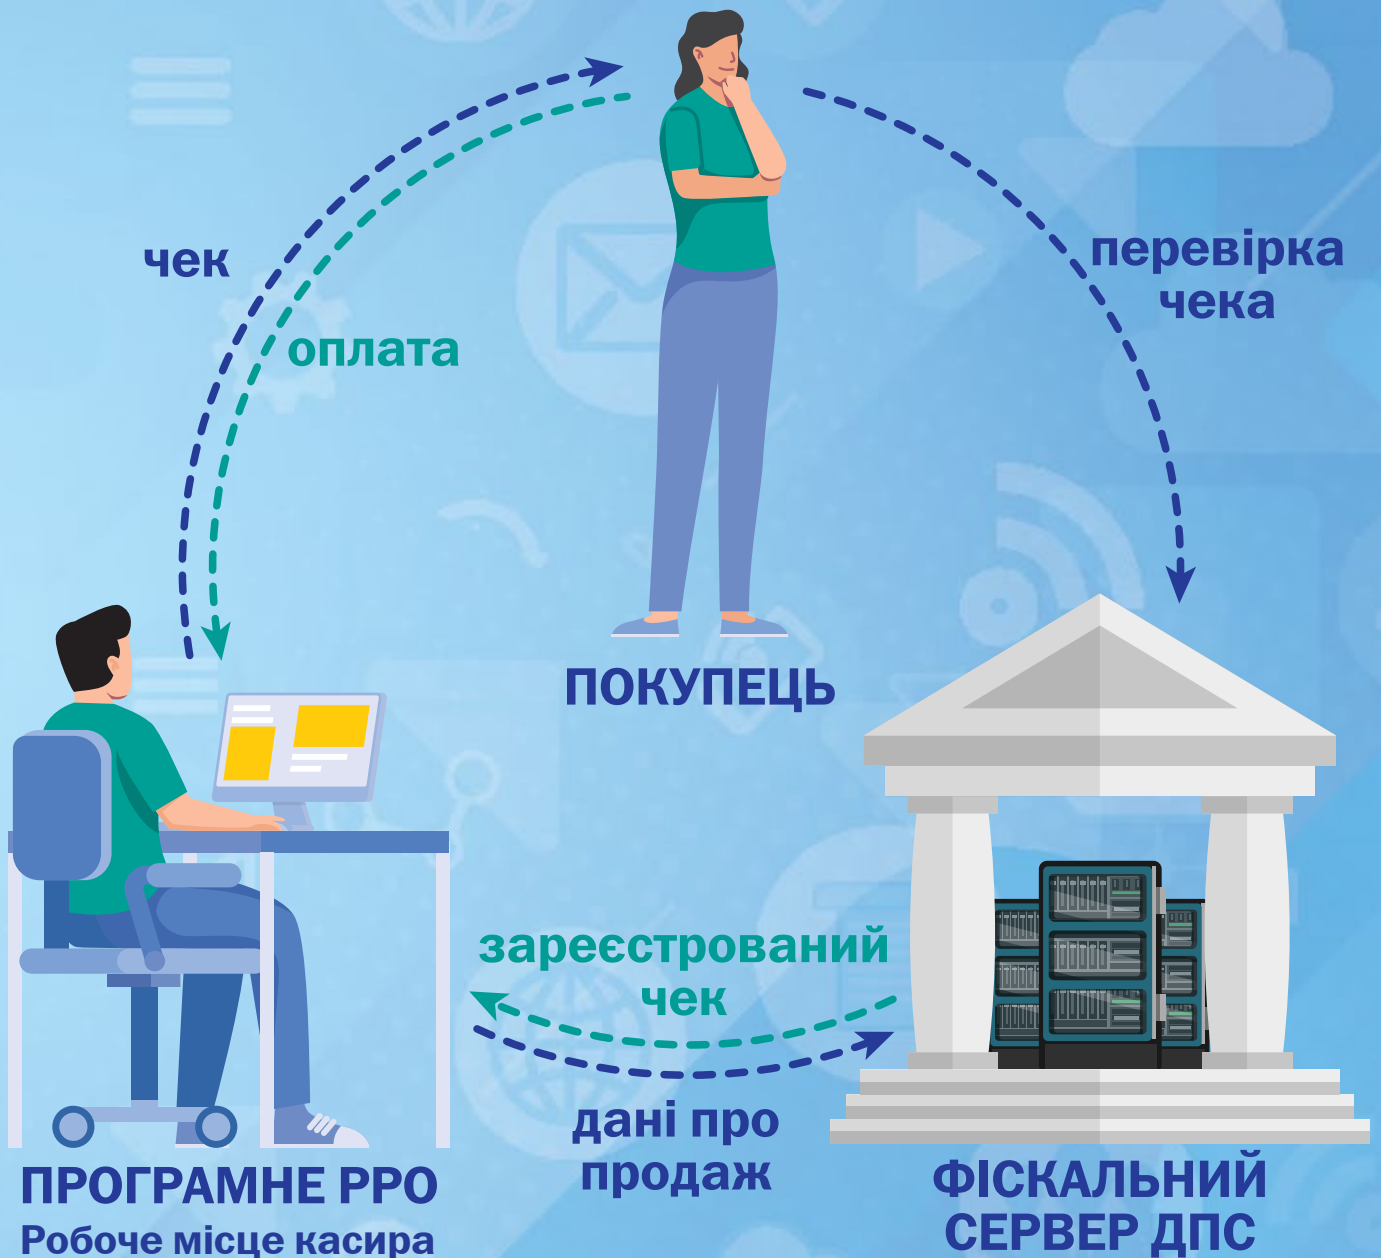 чек
оплата
перевірка
чека
ПОКУПЕЦЬ
зареєстрований
чек
дані про
продаж
ПРОГРАМНЕ РРО
Робоче місце касира
ФІСКАЛЬНИЙ
СЕРВЕР ДПС